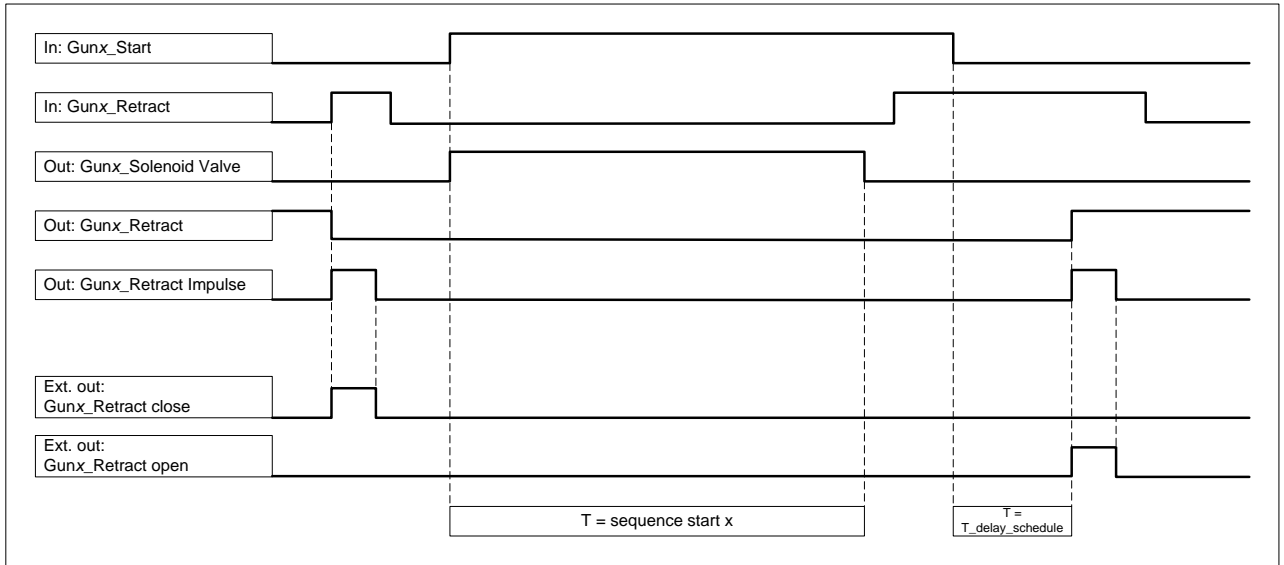 In: Gunx_Start
In: Gunx_Retract
Out: Gunx_Solenoid Valve
Out: Gunx_Retract
Out: Gunx_Retract Impulse
Ext. out:
Gunx_Retract close
Ext. out:
Gunx_Retract open
T = sequence start x
T =
T_delay_schedule